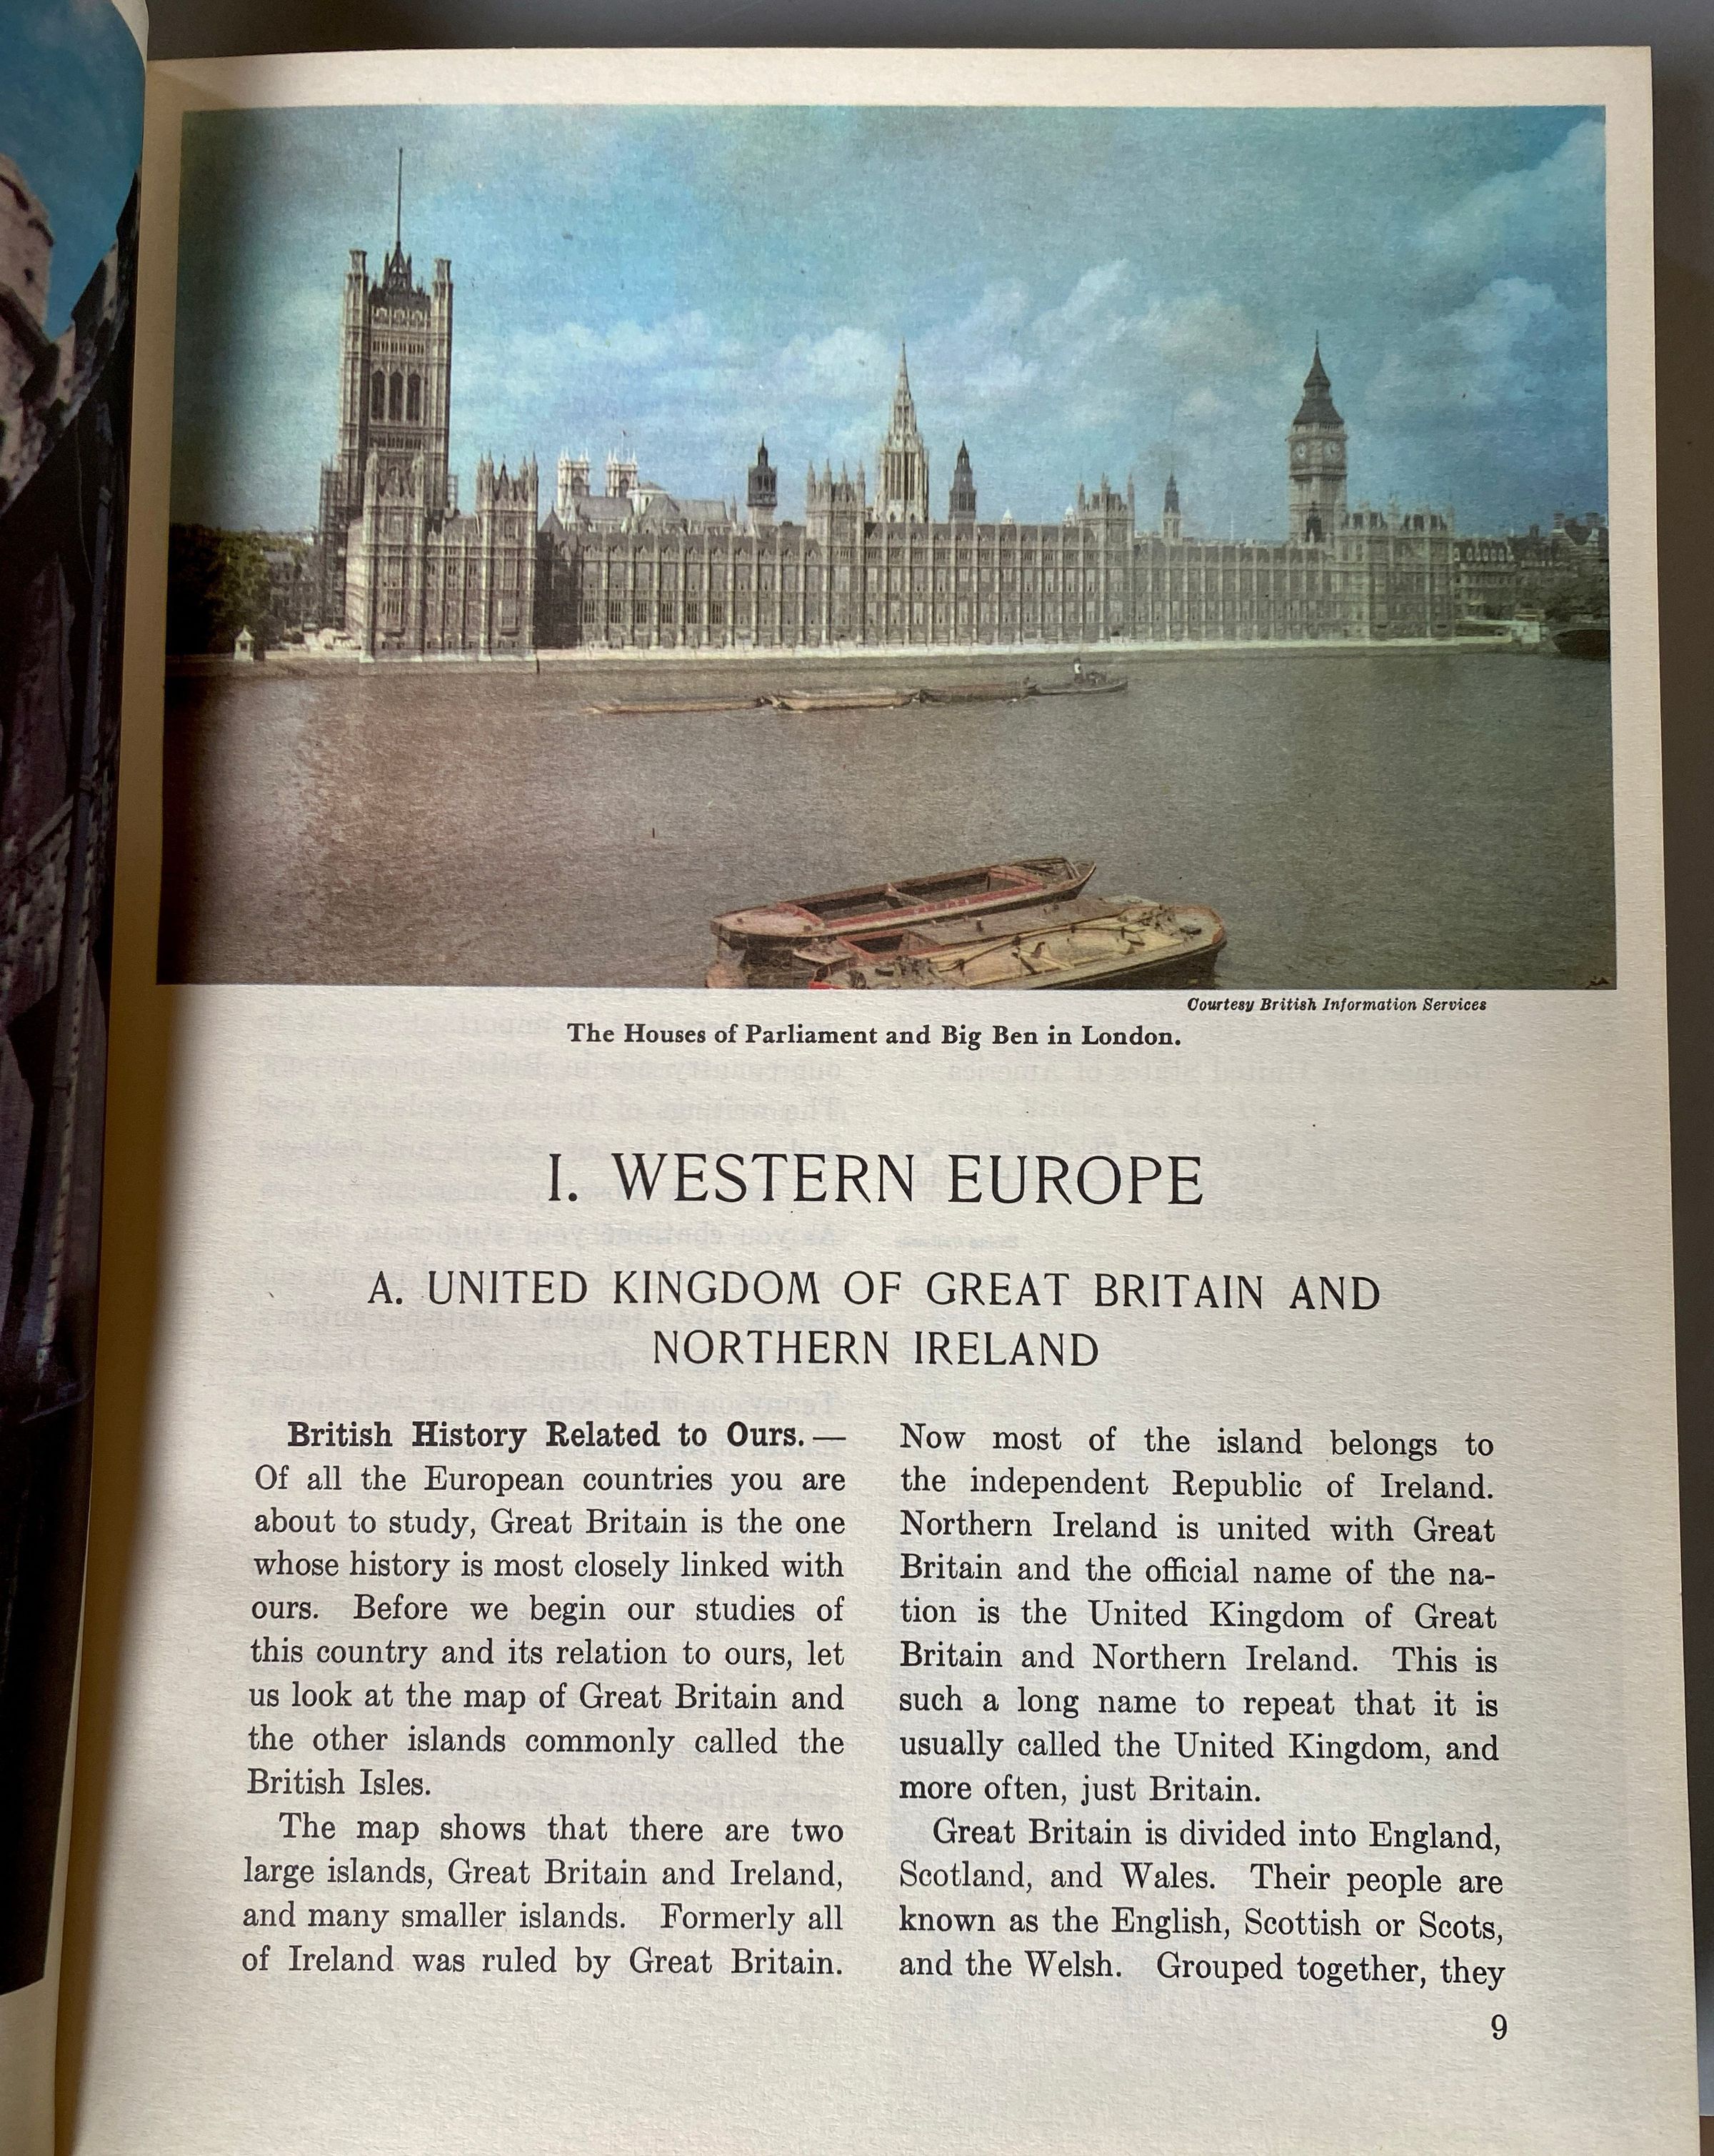 Courtesy British Information Services
The Houses of Parliament and Big Ben in London.
I. WESTERN EUROPE
A. UNITED KINGDOM OF GREAT BRITAIN AND
NORTHERN IRELAND
British History Related to Ours. —
Of all the European countries you are
about to study, Great Britain is the one
whose history is most closely linked with
ours. Before we begin our studies of
this country and its relation to ours, let
us look at the map of Great Britain and
the other islands commonly called the
British Isles.
The map shows that there are two
large islands, Great Britain and Ireland,
and many smaller islands. Formerly all
of Ireland was ruled by Great Britain.
Now most of the island belongs to
the independent Republic of Ireland.
Northern Ireland is united with Great
Britain and the official name of the na-
tion is the United Kingdom of Great
Britain and Northern Ireland. This is
such a long name to repeat that it is
usually called the United Kingdom, and
more often, just Britain.
Great Britain is divided into England,
Scotland, and Wales. Their people are
known as the English, Scottish or Scots,
and the Welsh. Grouped together, they
9